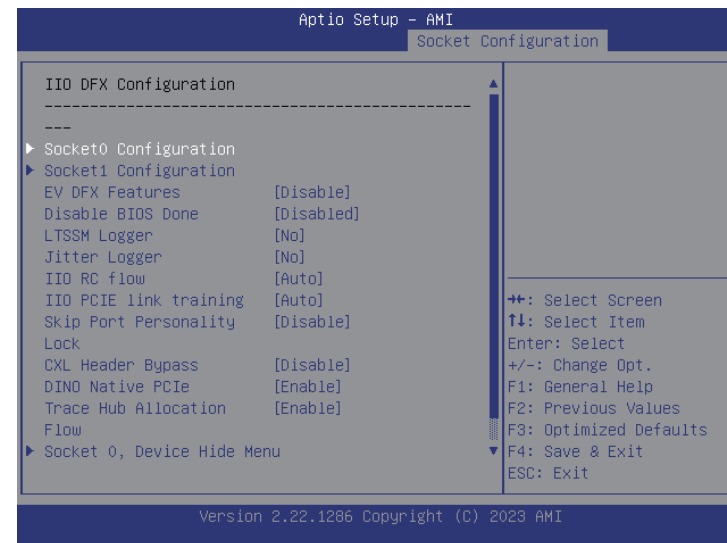 Aptio Setup – AMI
Socket Configuration
IIO DFX Configuration
------------------------------------------------
---
Socket0 Configuration
Socket1 Configuration
EV DFX Features [Disable]
Disable BIOS Done [Disabled]
LTSSM Logger [No]
Jitter Logger [No]
IIO RC flow [Auto]
IIO PCIE link training [Auto]
Skip Port Personality [Disable]
Lock
CXL Header Bypass [Disable]
DINO Native PCIe [Enable]
Trace Hub Allocation [Enable]
Flow
Socket 0, Device Hide Menu
→←: Select Screen
↑↓: Select Item
Enter: Select
+/-: Change Opt.
F1: General Help
F2: Previous Values
F3: Optimized Defaults
F4: Save & Exit
ESC: Exit
Version 2.22.1286 Copyright (C) 2023 AMI